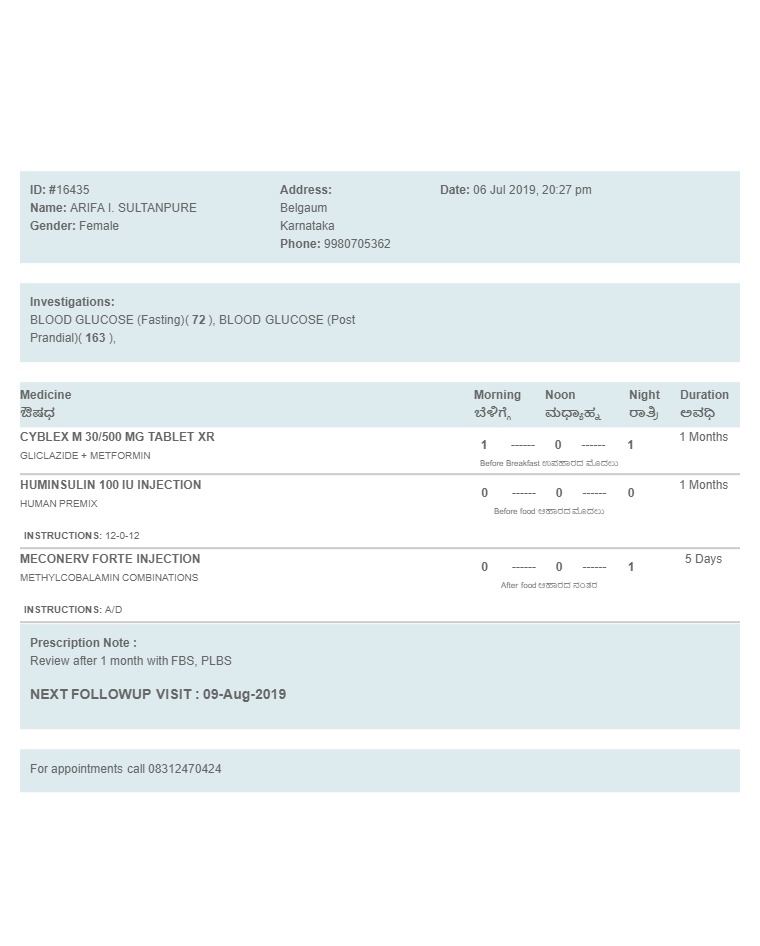 ID: #16435
Name: ARIFA I. SULTANPURE
Gender: Female
Address:
Belgaum
Karnataka
Phone: 9980705362
Date: 06 Jul 2019, 20:27 pm
Investigations:
BLOOD GLUCOSE (Fasting)( 72 ), BLOOD GLUCOSE (Post
Prandial)( 163 ),
Medicine Morning Noon Night Duration
ಔಷಧ ಬೆಳಿಗ್ಗೆ ಮಧ್ಯಾಹ್ನ ರಾತ್ರಿ ಅವಧಿ
CYBLEX M 30/500 MG TABLET XR 1 ------ 0 ------ 1 1 Months
GLICLAZIDE + METFORMIN
Before Breakfast ಉಪಹಾರದ ಮೊದಲು
HUMINSULIN 100 IU INJECTION 0 ------ 0 ------ 0 1 Months
HUMAN PREMIX
Before food ಆಹಾರದ ಮೊದಲು
INSTRUCTIONS: 12-0-12
MECONERV FORTE INJECTION 0 ------ 0 ------ 1 5 Days
METHYLCOBALAMIN COMBINATIONS
After food ಆಹಾರದ ನಂತರ
INSTRUCTIONS: A/D
Prescription Note :
Review after 1 month with FBS, PLBS
NEXT FOLLOWUP VISIT : 09-Aug-2019
For appointments call 08312470424